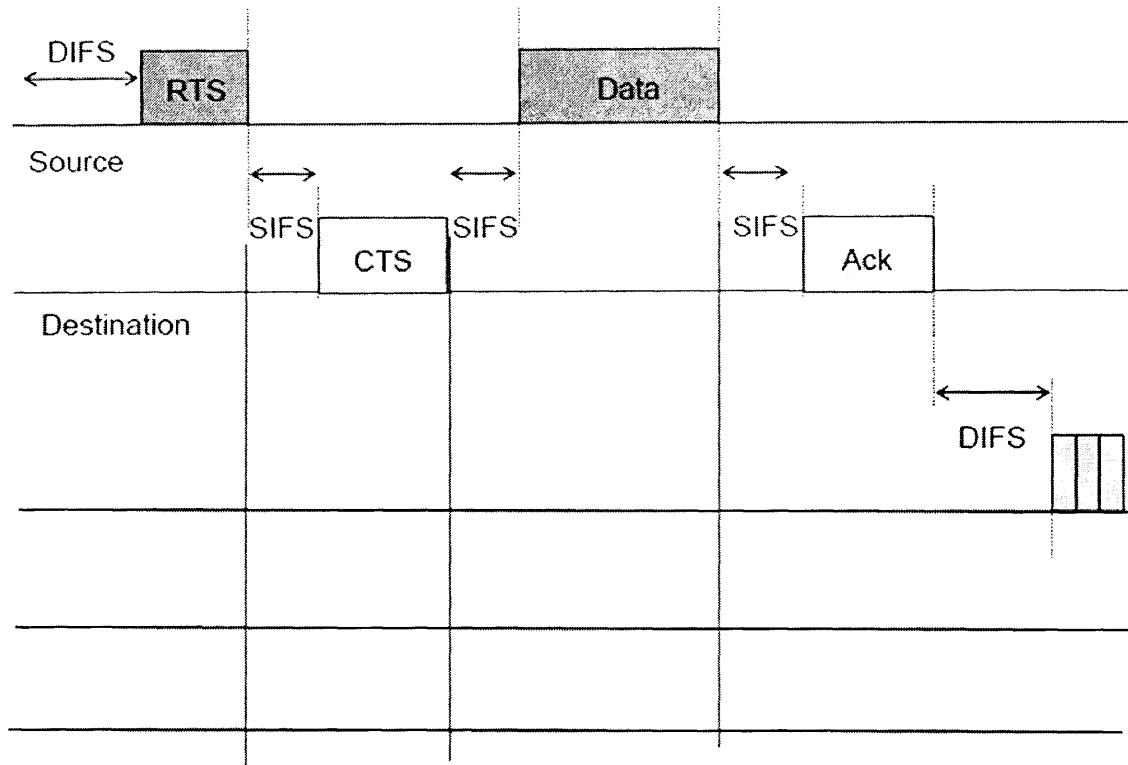 DIFS
RTS
Data
Source
SIFS
SIFS
SIFS
CTS
Ack
Destination
DIFS